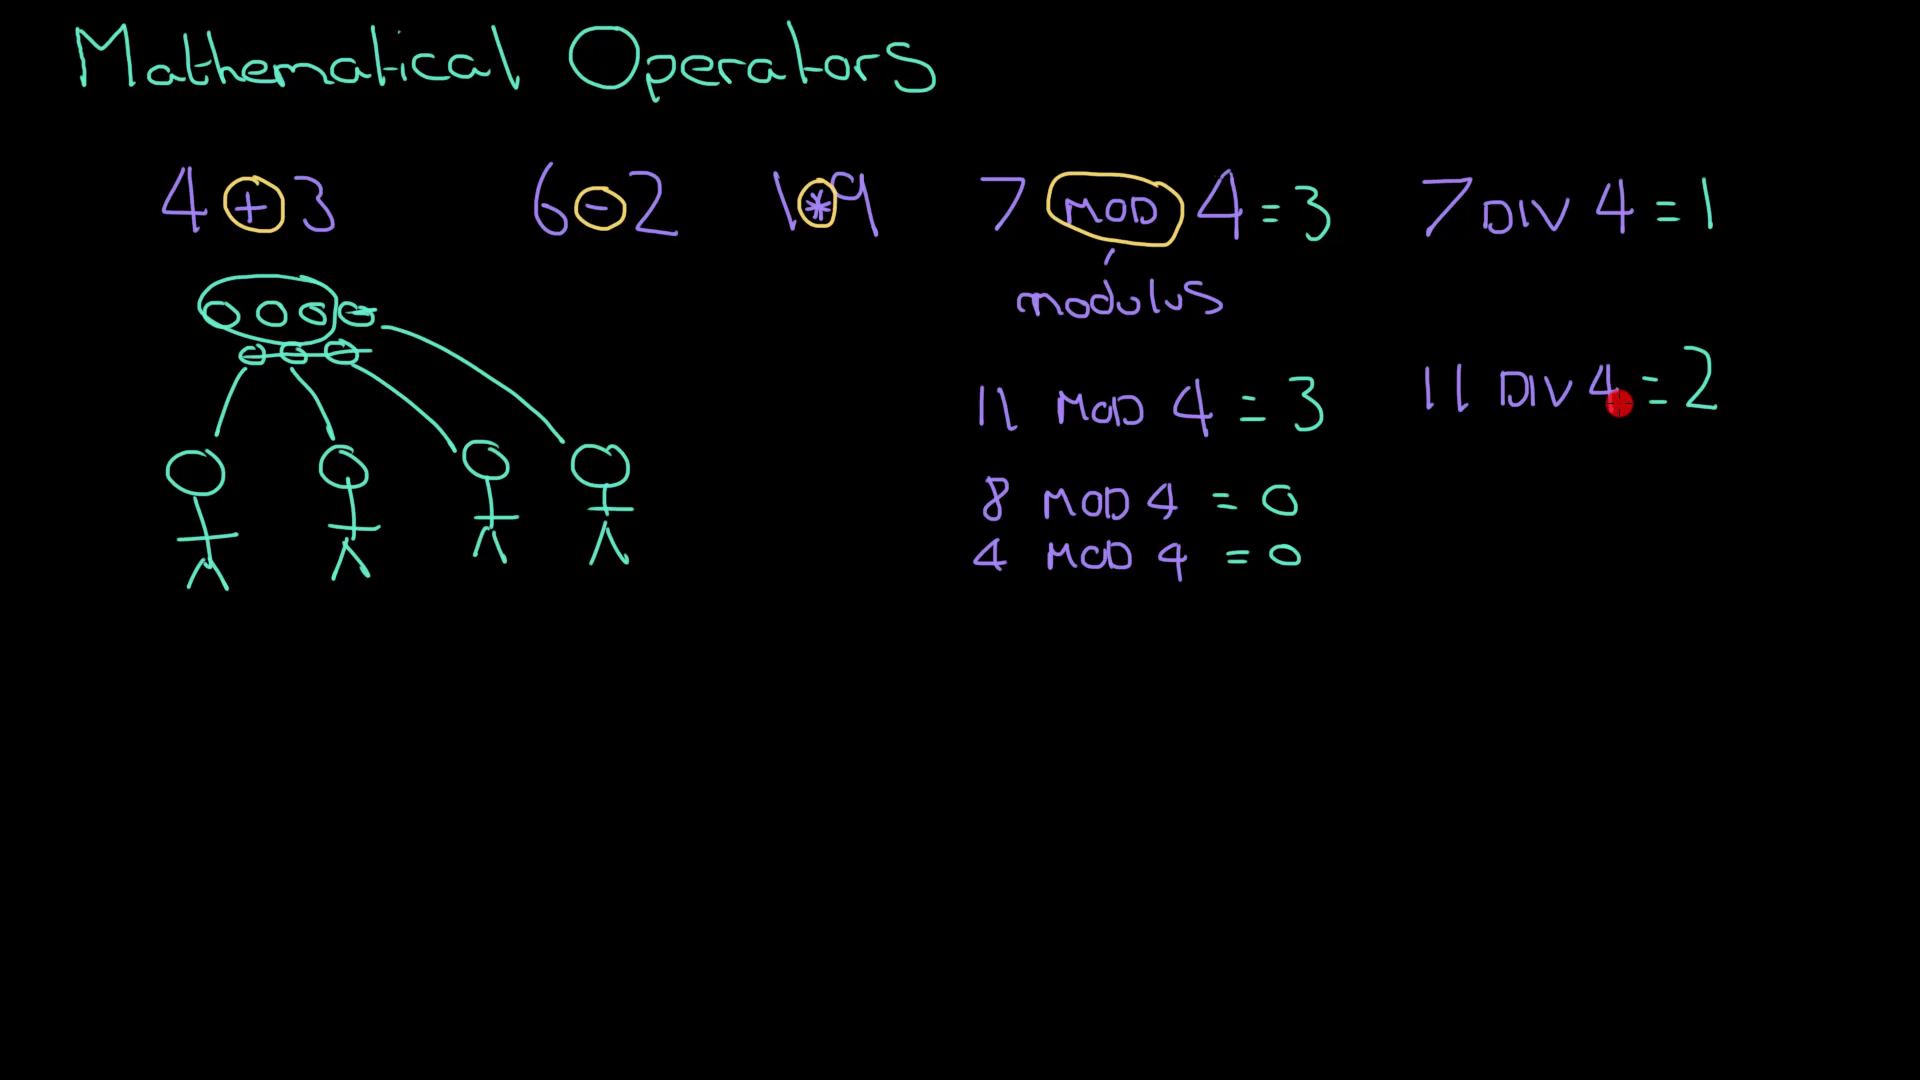 Mathematical Operators
4 + 3 6 - 2 1 * 9 7 MOD 4 = 3 7 DIV 4 = 1
modulus
11 MOD 4 = 3 11 DIV 4 = 2
8 MOD 4 = 0
4 MOD 4 = 0